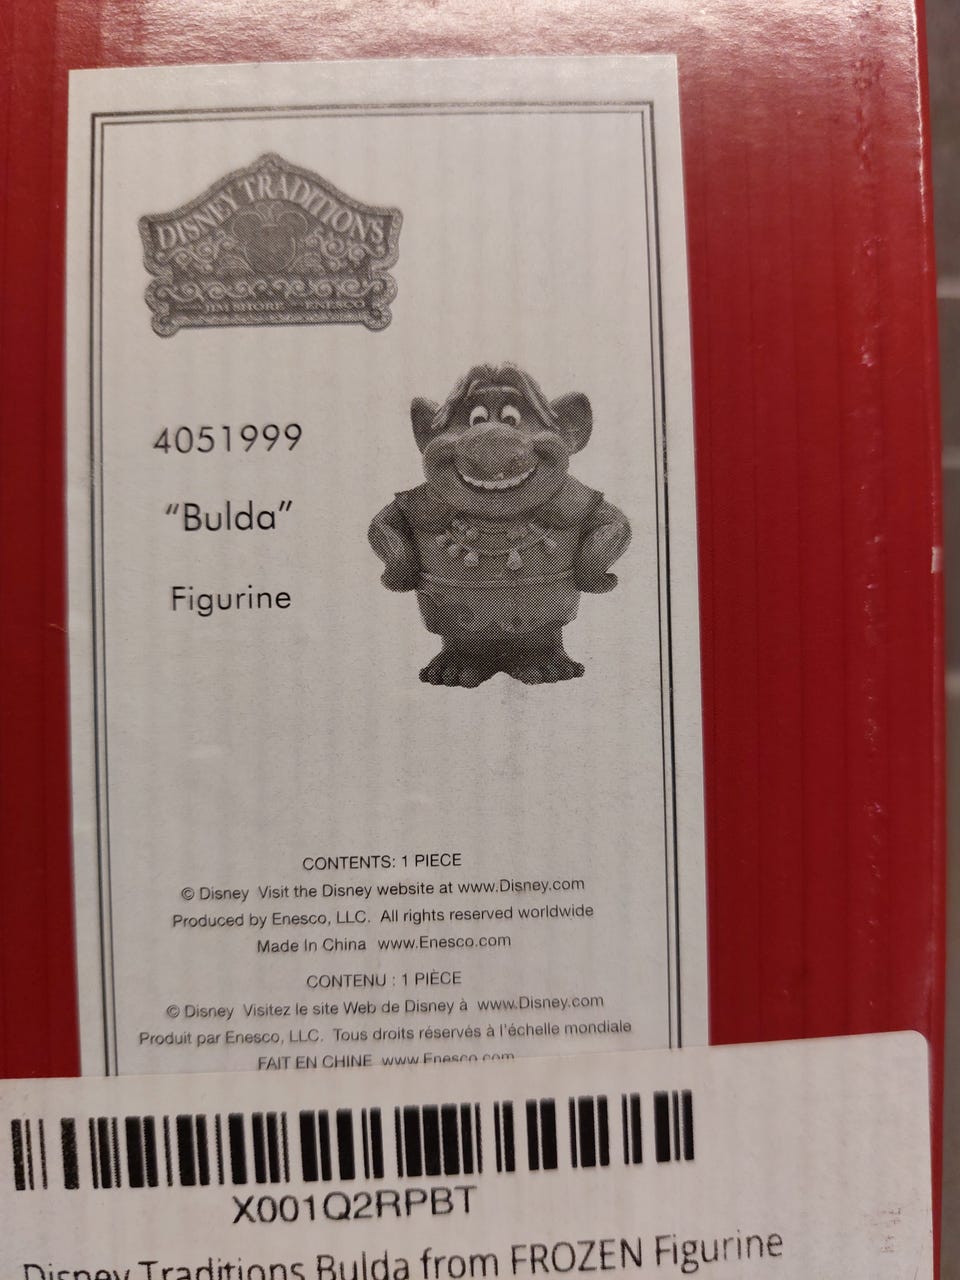 DISNEY TRADITIONS
JIM SHORE ENESCO
4051999
“Bulda”
Figurine
CONTENTS: 1 PIECE
© Disney Visit the Disney website at www.Disney.com
Produced by Enesco, LLC. All rights reserved worldwide
Made In China www.Enesco.com
CONTENU : 1 PIÈCE
© Disney Visitez le site Web de Disney à www.Disney.com
Produit par Enesco, LLC. Tous droits réservés à l'échelle mondiale
FAIT EN CHINE www.Enesco.com
X001Q2RPBT
Disney Traditions Bulda from FROZEN Figurine